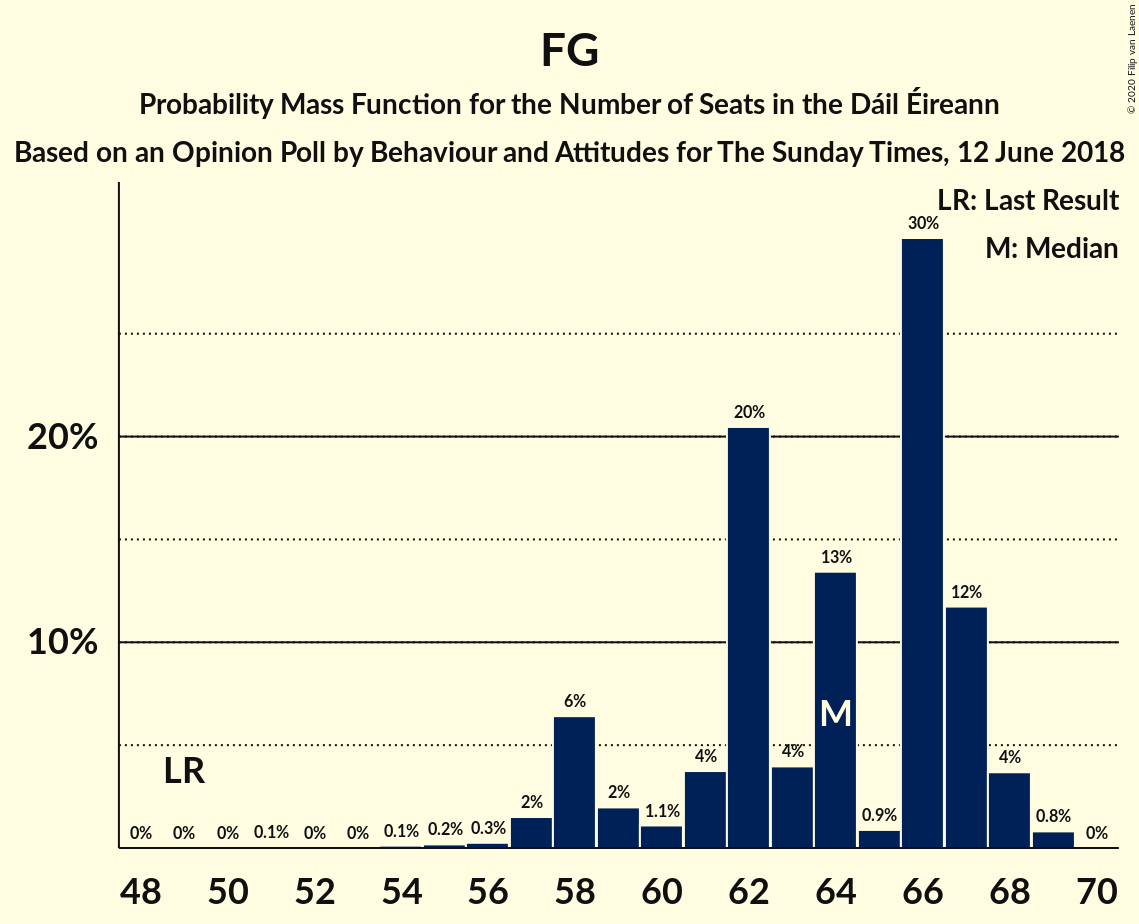 FG
Probability Mass Function for the Number of Seats in the Dáil Éireann
Based on an Opinion Poll by Behaviour and Attitudes for The Sunday Times, 12 June 2018
© 2020 Filip van Laenen
LR: Last Result
M: Median
30%
20%
20%
13%
12%
10%
6%
4%
4%
4%
M
LR
2%
2%
1.1%
0.9%
0.8%
0% 0% 0% 0.1% 0% 0% 0.1% 0.2% 0.3% 0%
48 50 52 54 56 58 60 62 64 66 68 70